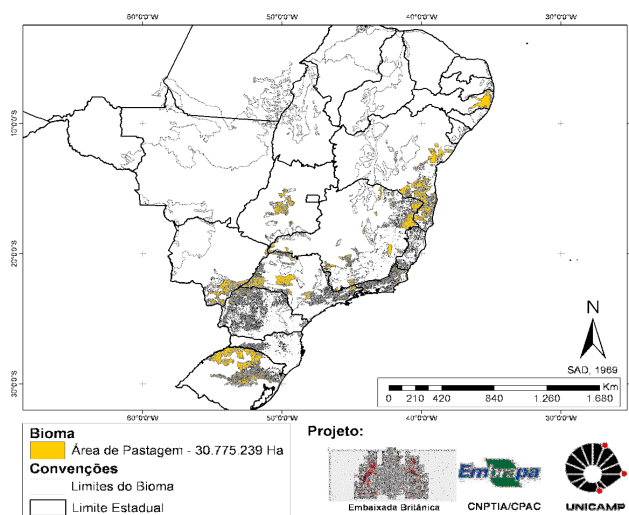 60°0'0"W 50°0'0"W 40°0'0"W 30°0'0"W
10°0'0"S
20°0'0"S
30°0'0"S
N
SAD, 1969
Km
0 210 420 840 1.260 1.680
60°0'0"W 50°0'0"W 40°0'0"W 30°0'0"W
Bioma
Área de Pastagem - 30.775.239 Ha
Convenções
Limites do Bioma
Limite Estadual
Projeto:
Embaixada Britânica
Embrapa
CNPTIA/CPAC
UNICAMP